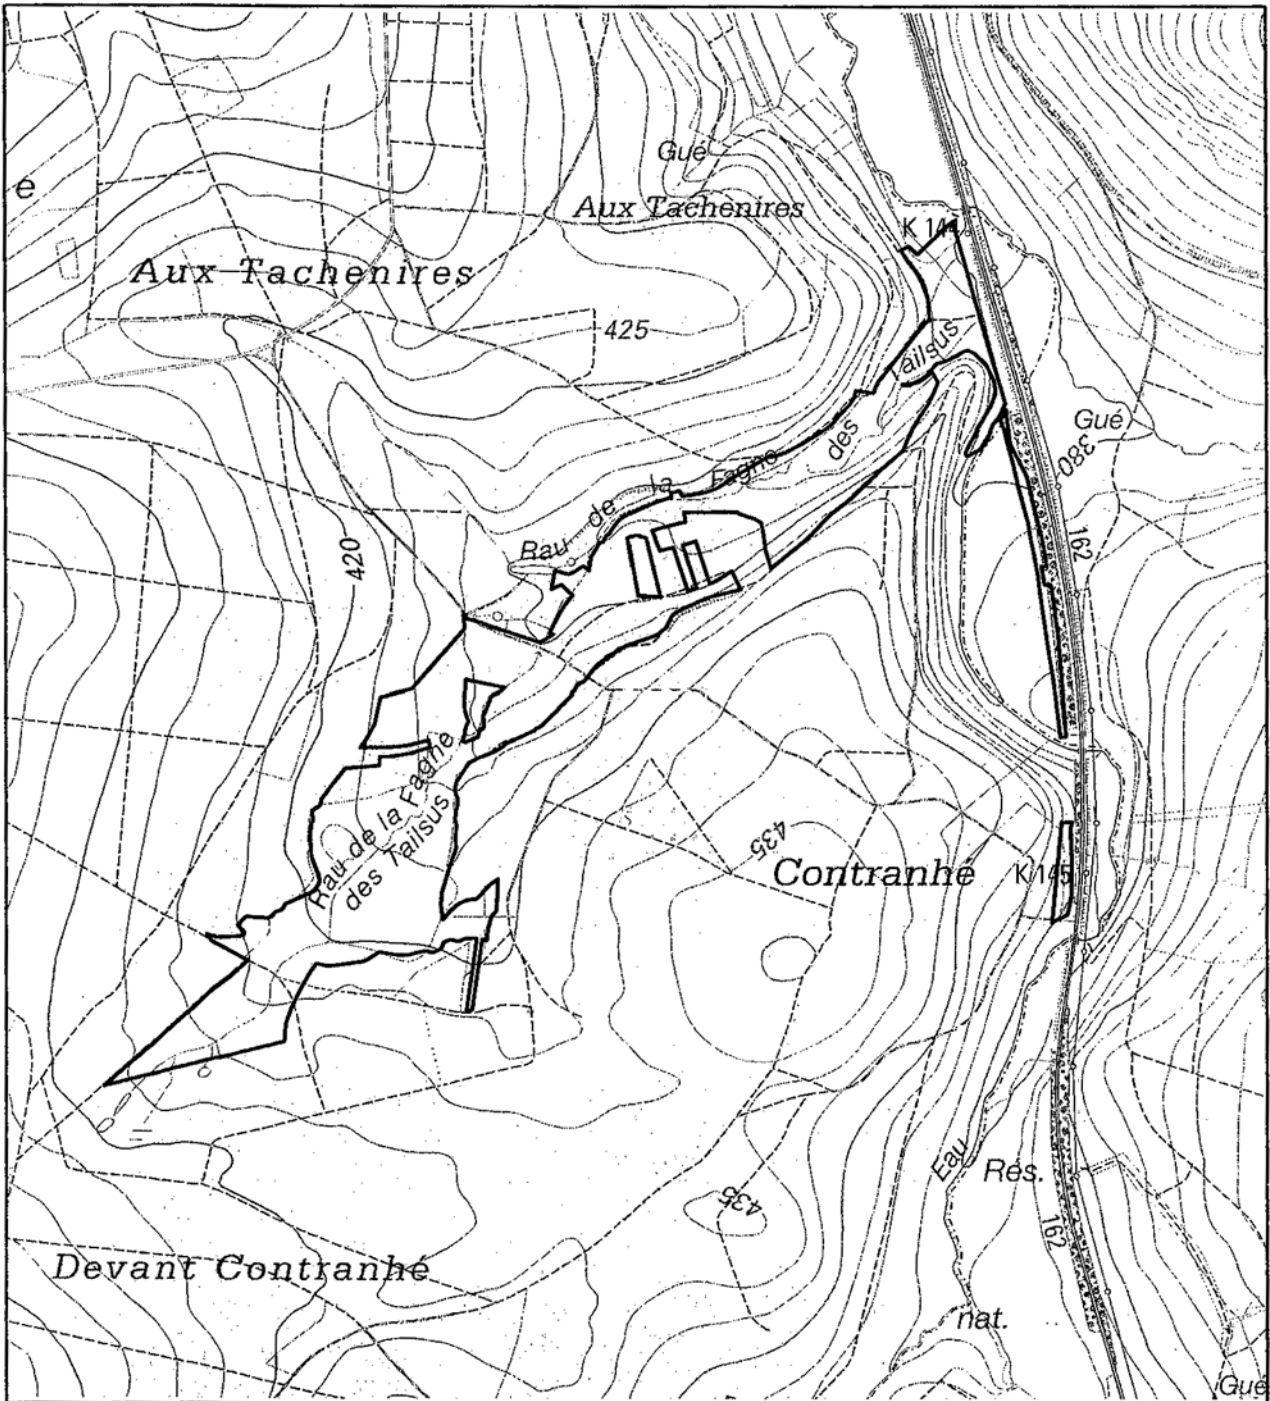 Gué
e
Aux Tachenires
Aux Tachenires
425
Tailsus
des
Gué
380
Rau de la Fagne
420
162
Rau de la Fagne
des Tailsus
435
Contranhé
K 145
435
Eau
Rés.
162
Devant Contranhé
nat.
Gué